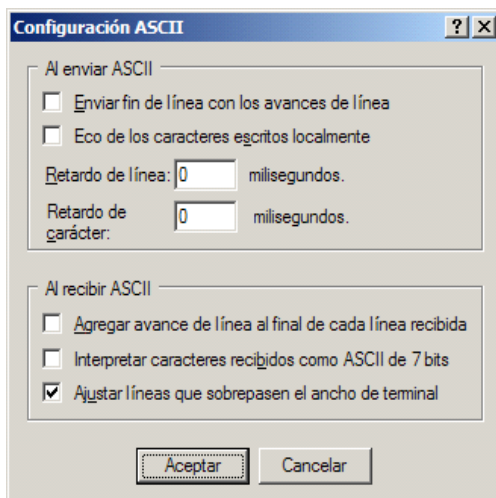 Configuración ASCII
Al enviar ASCII
Enviar fin de línea con los avances de línea
Eco de los caracteres escritos localmente
Retardo de línea: 0 milisegundos.
Retardo de
carácter: 0 milisegundos.
Al recibir ASCII
Agregar avance de línea al final de cada línea recibida
Interpretar caracteres recibidos como ASCII de 7 bits
Ajustar líneas que sobrepasen el ancho de terminal
Aceptar Cancelar